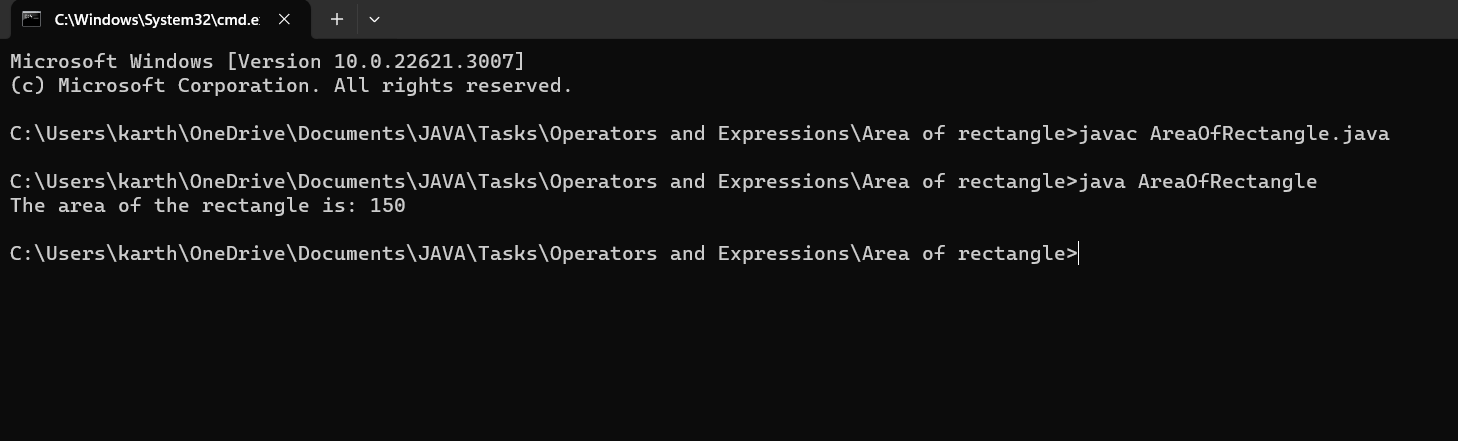 C:\Windows\System32\cmd.e
Microsoft Windows [Version 10.0.22621.3007]
(c) Microsoft Corporation. All rights reserved.
C:\Users\karth\OneDrive\Documents\JAVA\Tasks\Operators and Expressions\Area of rectangle>javac AreaOfRectangle.java
C:\Users\karth\OneDrive\Documents\JAVA\Tasks\Operators and Expressions\Area of rectangle>java AreaOfRectangle
The area of the rectangle is: 150
C:\Users\karth\OneDrive\Documents\JAVA\Tasks\Operators and Expressions\Area of rectangle>